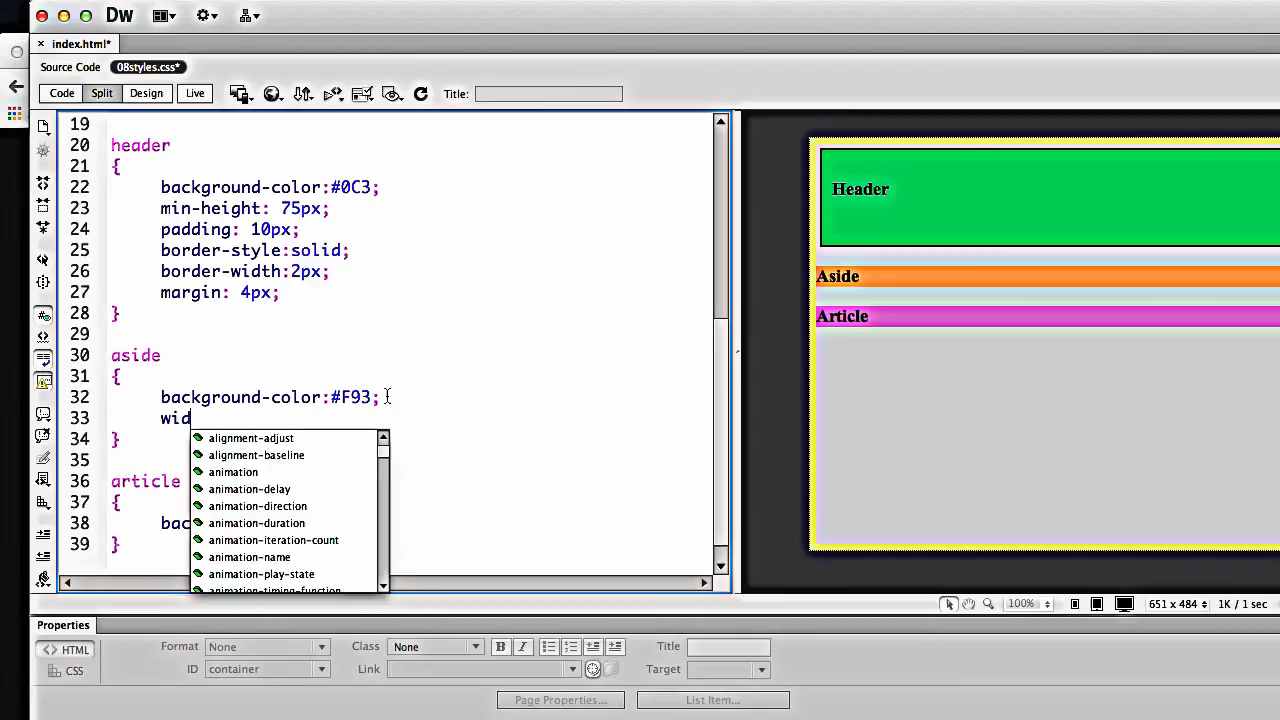 Dw
index.html*
Source Code 08styles.css*
Code Split Design Live Title:
19
20 header
21 {
22 background-color:#0C3;
23 min-height: 75px;
24 padding: 10px;
25 border-style:solid;
26 border-width:2px;
27 margin: 4px;
28 }
29
30 aside
31 {
32 background-color:#F93;
33 wid
34 }
35
36 article
37 {
38 bac
39 }
alignment-adjust
alignment-baseline
animation
animation-delay
animation-direction
animation-duration
animation-iteration-count
animation-name
animation-play-state
animation-timing-function
Header
Aside
Article
100% 651 x 484 1K / 1 sec
Properties
<> HTML Format None Class None B I Title
CSS ID container Link Target
Page Properties... List Item...